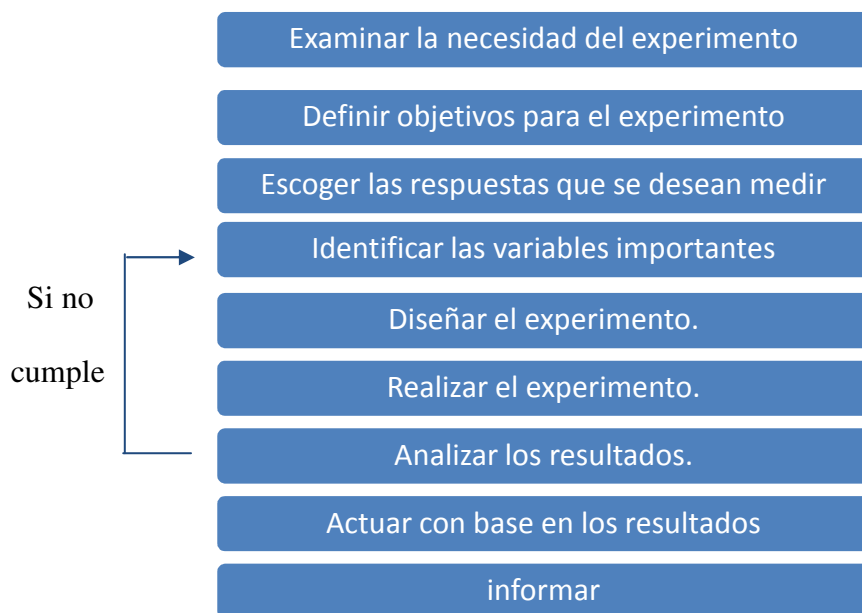 Examinar la necesidad del experimento
Definir objetivos para el experimento
Escoger las respuestas que se desean medir
Identificar las variables importantes
Si no
cumple
Diseñar el experimento.
Realizar el experimento.
Analizar los resultados.
Actuar con base en los resultados
informar